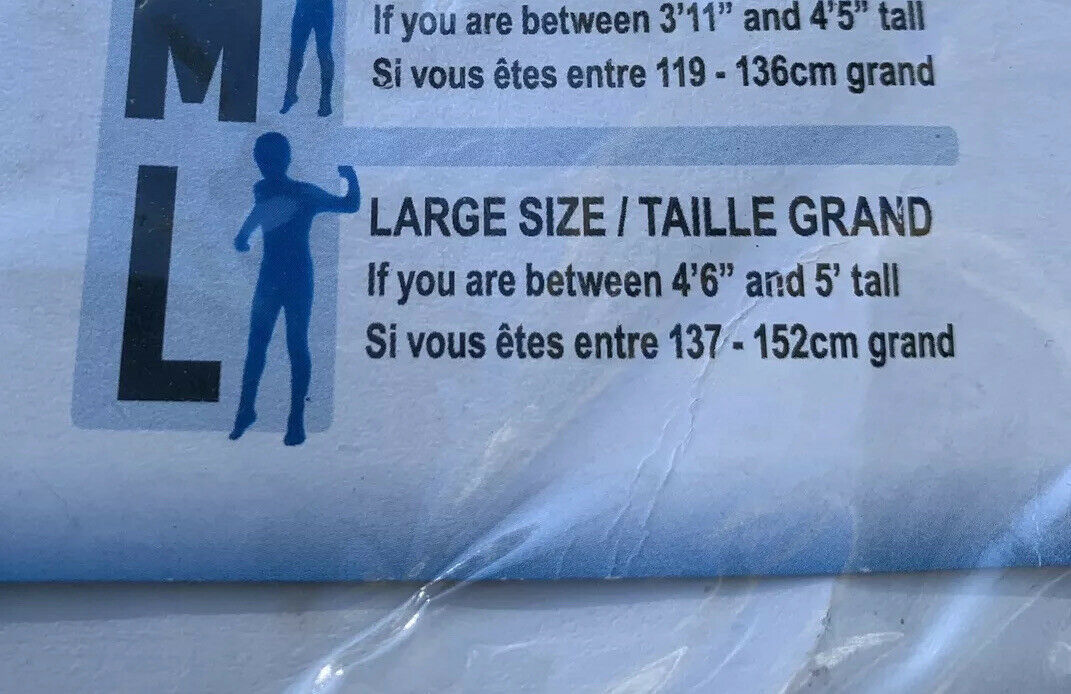 M
If you are between 3'11” and 4'5” tall
Si vous êtes entre 119 - 136cm grand
L
LARGE SIZE / TAILLE GRAND
If you are between 4'6” and 5' tall
Si vous êtes entre 137 - 152cm grand